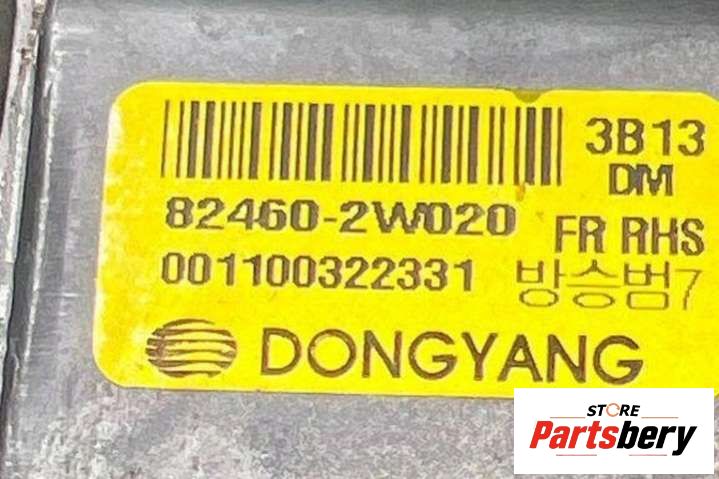 3B13
DM
82460-2W020
FR RHS
001100322331 방승범7
DONGYANG
STORE
Partsbery